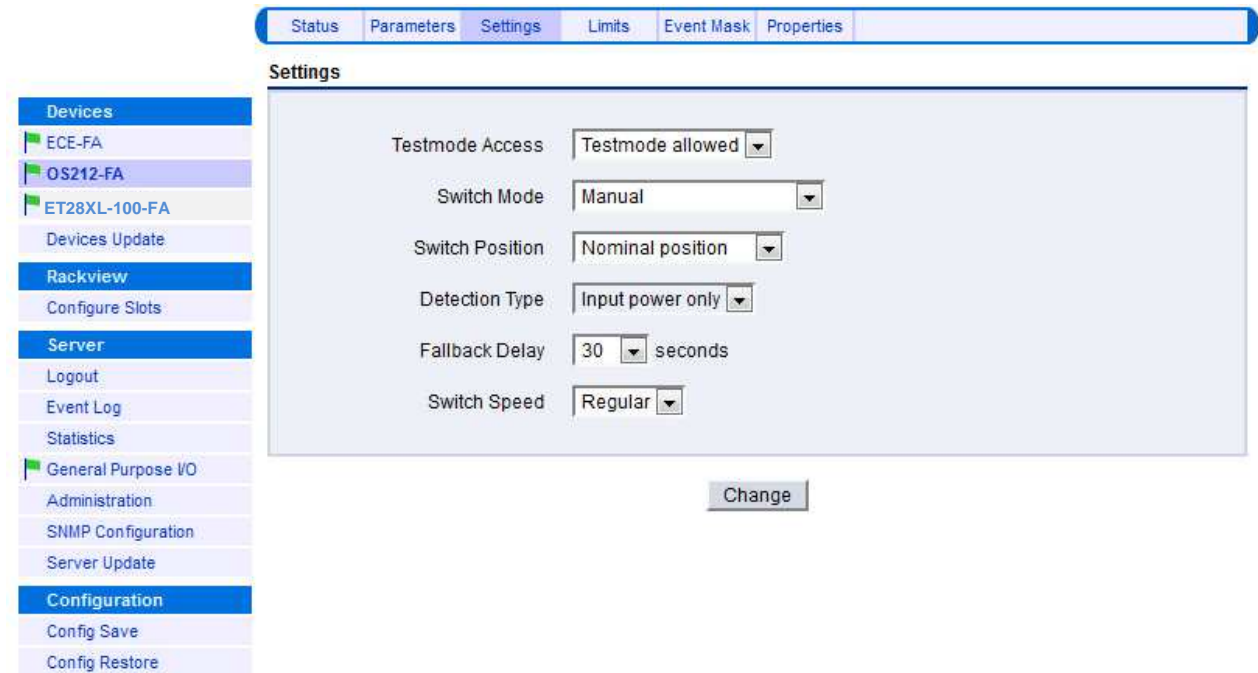 Status Parameters Settings Limits Event Mask Properties
Settings
Devices
ECE-FA
OS212-FA
ET28XL-100-FA
Devices Update
Rackview
Configure Slots
Server
Logout
Event Log
Statistics
General Purpose I/O
Administration
SNMP Configuration
Server Update
Configuration
Config Save
Config Restore
Testmode Access Testmode allowed
Switch Mode Manual
Switch Position Nominal position
Detection Type Input power only
Fallback Delay 30 seconds
Switch Speed Regular
Change